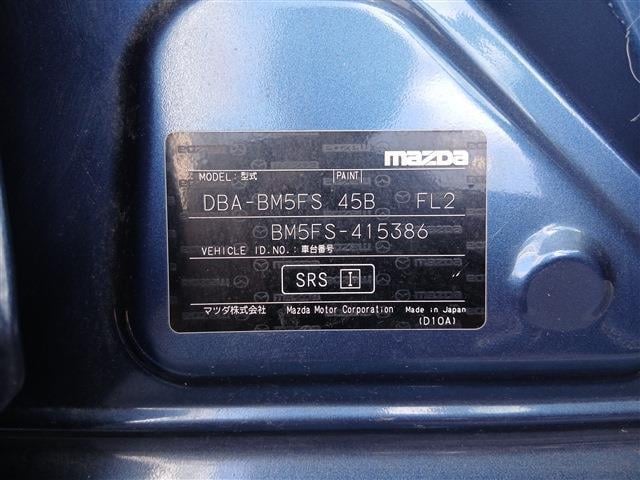 mazda
MODEL: 型式 PAINT
DBA-BM5FS 45B FL2
BM5FS-415386
VEHICLE ID.NO.: 車台番号
SRS I
マツダ株式会社 Mazda Motor Corporation Made in Japan
(D10A)